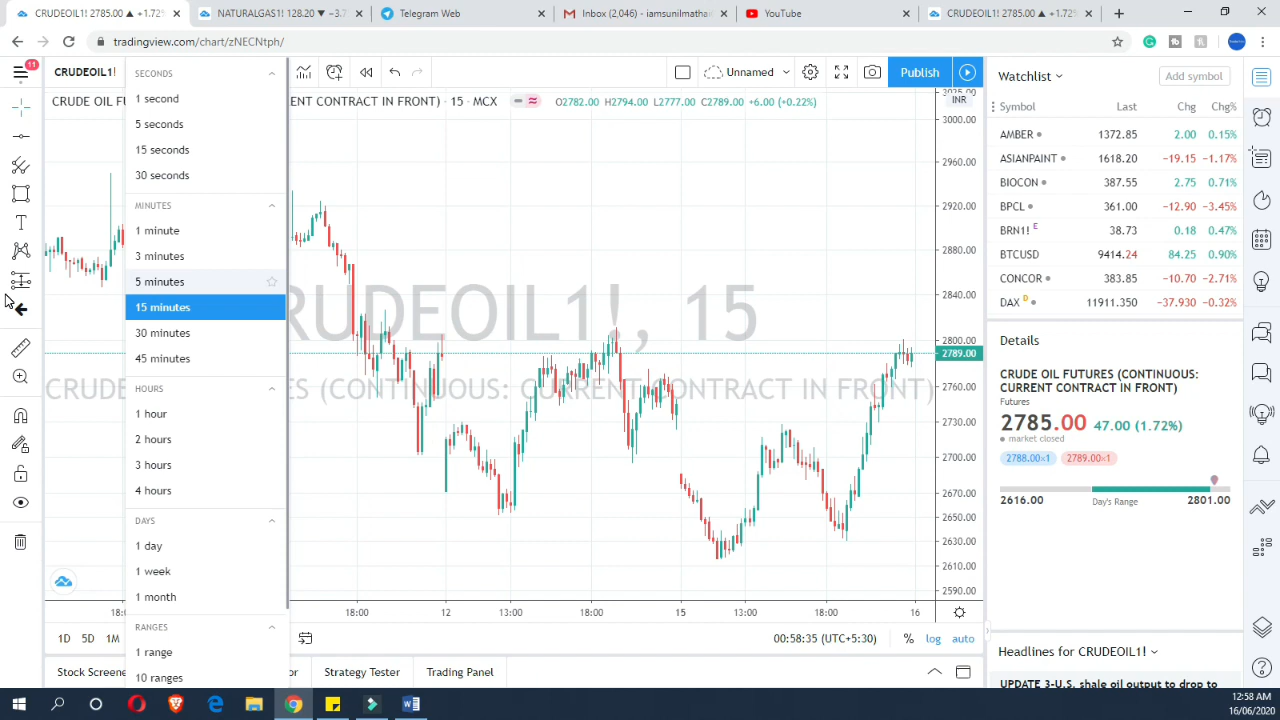 CRUDEOIL1! 2785.00 ▲ +1.72%
NATURALGAS1! 128.20 ▼ −3.7
Telegram Web
Inbox (2,046) - iamsunilmathar
YouTube
CRUDEOIL1! 2785.00 ▲ +1.72%
tradingview.com/chart/zNECNtph/
11
CRUDEOIL1!
Unnamed
Publish
CRUDE OIL F
ENT CONTRACT IN FRONT) · 15 · MCX
O2782.00 H2794.00 L2777.00 C2789.00 +6.00 (+0.22%)
INR
SECONDS
1 second
5 seconds
15 seconds
30 seconds
MINUTES
1 minute
3 minutes
5 minutes
15 minutes
30 minutes
45 minutes
HOURS
1 hour
2 hours
3 hours
4 hours
DAYS
1 day
1 week
1 month
RANGES
1 range
10 ranges
RUDEOIL1!, 15
CRUDE
ES (CONTINUOUS: CURRENT CONTRACT IN FRONT)
3025.00
3000.00
2960.00
2920.00
2880.00
2840.00
2800.00
2789.00
2760.00
2730.00
2700.00
2670.00
2650.00
2630.00
2610.00
2590.00
18:0
18:00
12
13:00
18:00
15
13:00
18:00
16
1D 5D 1M
00:58:35 (UTC+5:30)
% log auto
Stock Screene
or
Strategy Tester
Trading Panel
Watchlist
Add symbol
Symbol Last Chg Chg%
AMBER 1372.85 2.00 0.15%
ASIANPAINT 1618.20 −19.15 −1.17%
BIOCON 387.55 2.75 0.71%
BPCL 361.00 −12.90 −3.45%
BRN1! E 38.73 0.18 0.47%
BTCUSD 9414.24 84.25 0.90%
CONCOR 383.85 −10.70 −2.71%
DAX D 11911.350 −37.930 −0.32%
Details
CRUDE OIL FUTURES (CONTINUOUS: CURRENT CONTRACT IN FRONT)
Futures
2785.00 47.00 (1.72%)
market closed
2788.00×1 2789.00×1
2616.00 Day's Range 2801.00
Headlines for CRUDEOIL1!
UPDATE 3-U.S. shale oil output to drop to
12:58 AM
16/06/2020